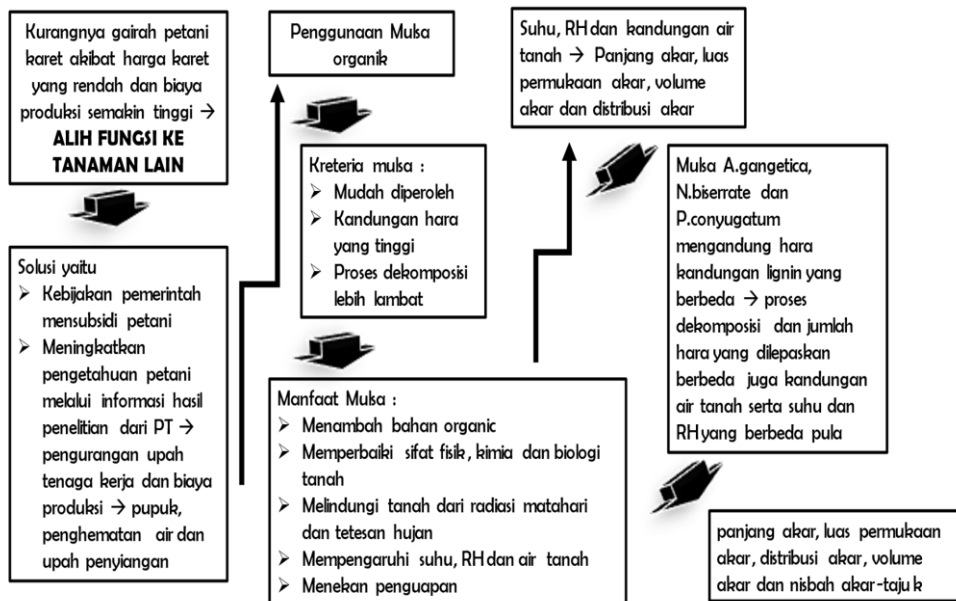 Kurangnya gairah petani
karet akibat harga karet
yang rendah dan biaya
produksi semakin tinggi →
ALIH FUNGSI KE
TANAMAN LAIN
Solusi yaitu
➢ Kebijakan pemerintah
mensubsidi petani
➢ Meningkatkan
pengetahuan petani
melalui informasi hasil
penelitian dari PT →
pengurangan upah
tenaga kerja dan biaya
produksi → pupuk,
penghematan air dan
upah penyiangan
Penggunaan Mulsa
organik
Kreteria mulsa :
➢ Mudah diperoleh
➢ Kandungan hara
yang tinggi
➢ Proses dekomposisi
lebih lambat
Manfaat Mulsa :
➢ Menambah bahan organic
➢ Memperbaiki sifat fisik, kimia dan biologi
tanah
➢ Melindungi tanah dari radiasi matahari
dan tetesan hujan
➢ Mempengaruhi suhu, RH dan air tanah
➢ Menekan penguapan
Suhu, RH dan kandungan air
tanah → Panjang akar, luas
permukaan akar, volume
akar dan distribusi akar
Mulsa A.gangetica,
N.biserrate dan
P.conyugatum
mengandung hara
kandungan lignin yang
berbeda → proses
dekomposisi dan jumlah
hara yang dilepaskan
berbeda juga kandungan
air tanah serta suhu dan
RH yang berbeda pula
panjang akar, luas permukaan
akar, distribusi akar, volume
akar dan nisbah akar-tajuk